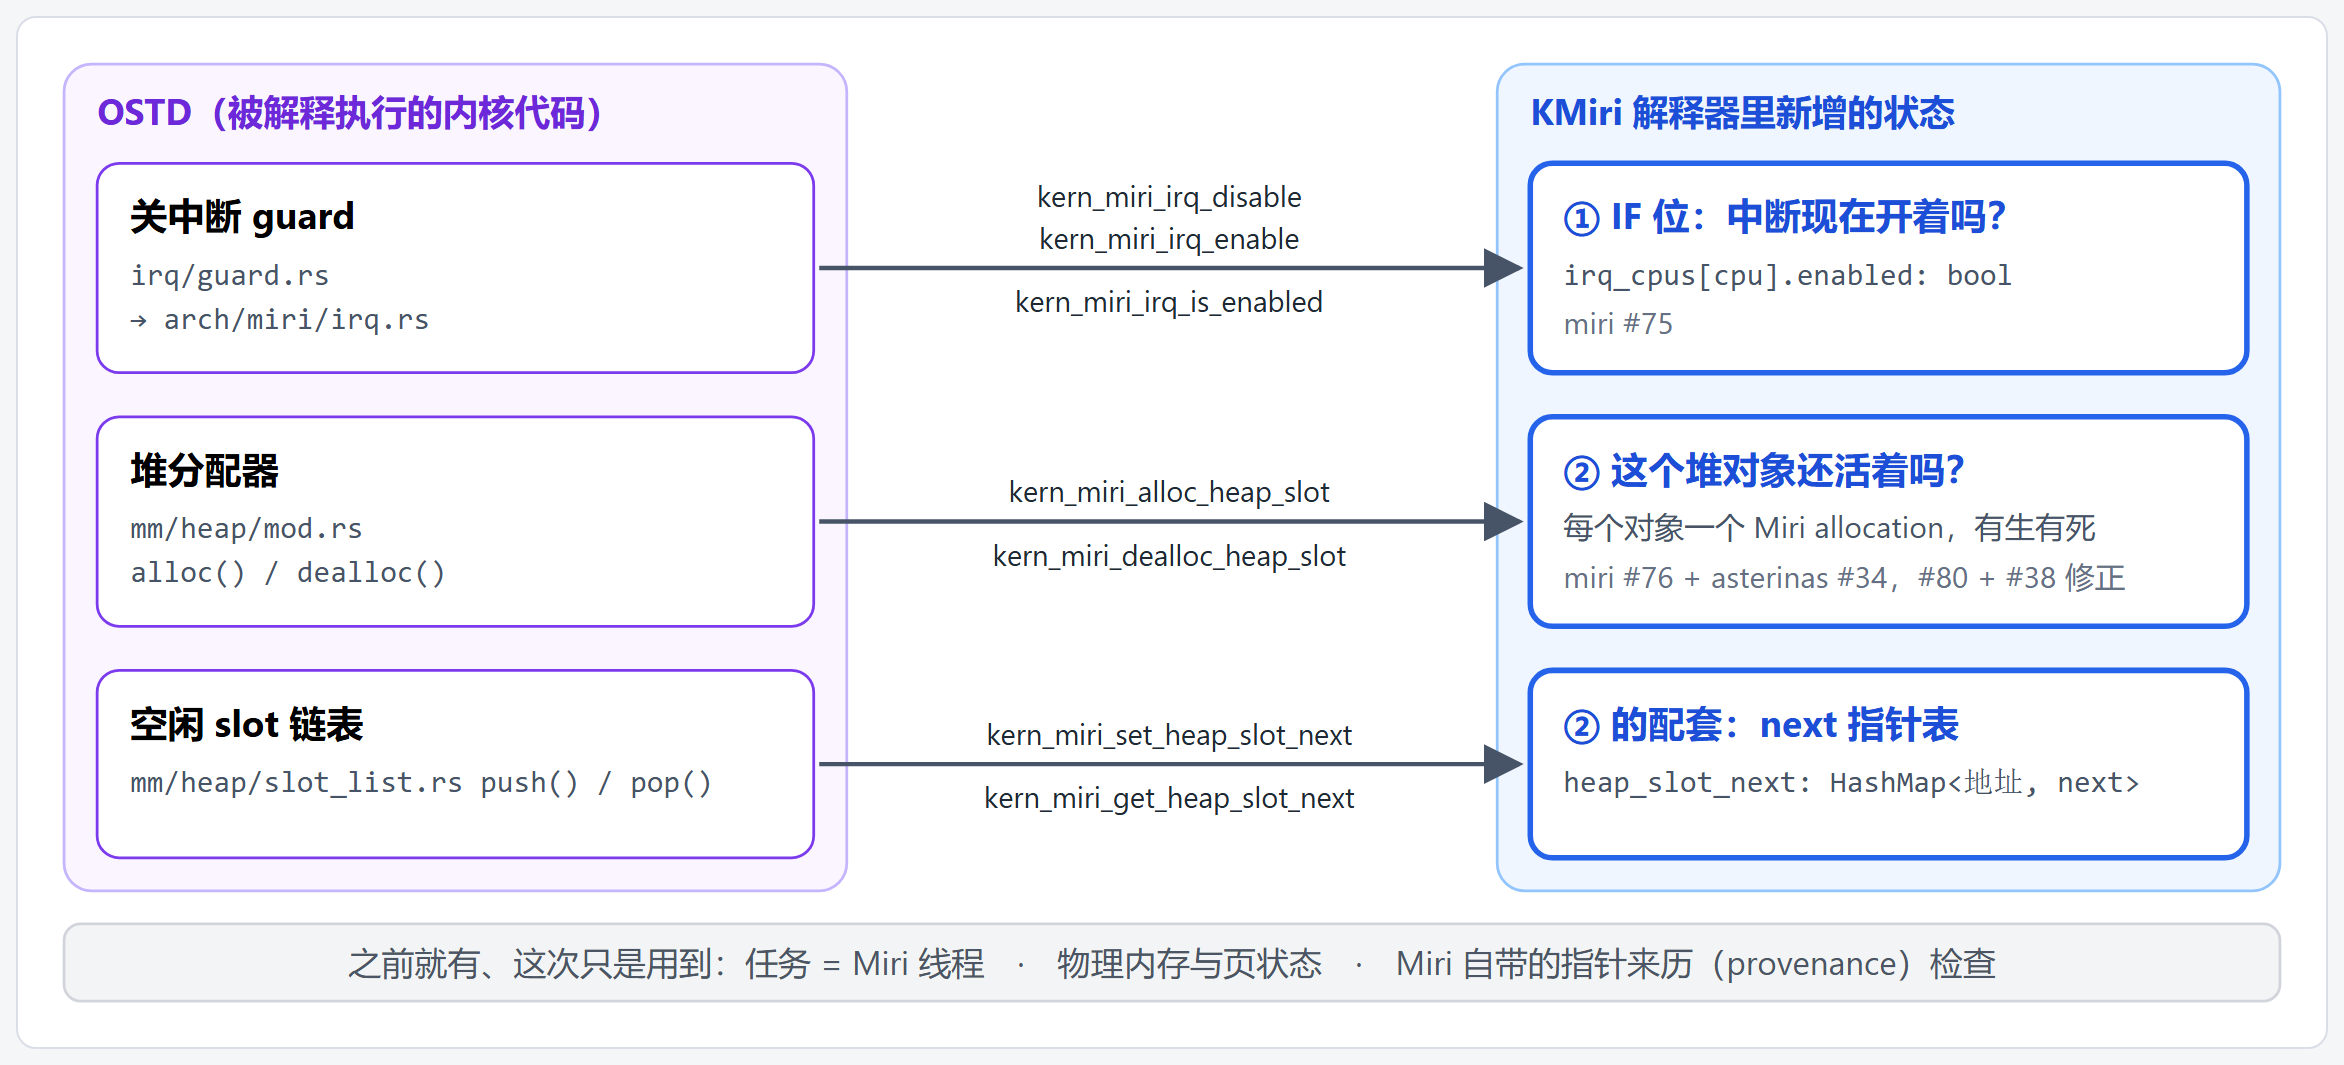 OSTD（被解释执行的内核代码）
关中断 guard
irq/guard.rs
→ arch/miri/irq.rs
堆分配器
mm/heap/mod.rs
alloc() / dealloc()
空闲 slot 链表
mm/heap/slot_list.rs push() / pop()
kern_miri_irq_disable
kern_miri_irq_enable
kern_miri_irq_is_enabled
kern_miri_alloc_heap_slot
kern_miri_dealloc_heap_slot
kern_miri_set_heap_slot_next
kern_miri_get_heap_slot_next
KMiri 解释器里新增的状态
① IF 位：中断现在开着吗？
irq_cpus[cpu].enabled: bool
miri #75
② 这个堆对象还活着吗？
每个对象一个 Miri allocation，有生有死
miri #76 + asterinas #34，#80 + #38 修正
② 的配套：next 指针表
heap_slot_next: HashMap<地址, next>
之前就有、这次只是用到：任务 = Miri 线程 · 物理内存与页状态 · Miri 自带的指针来历（provenance）检查